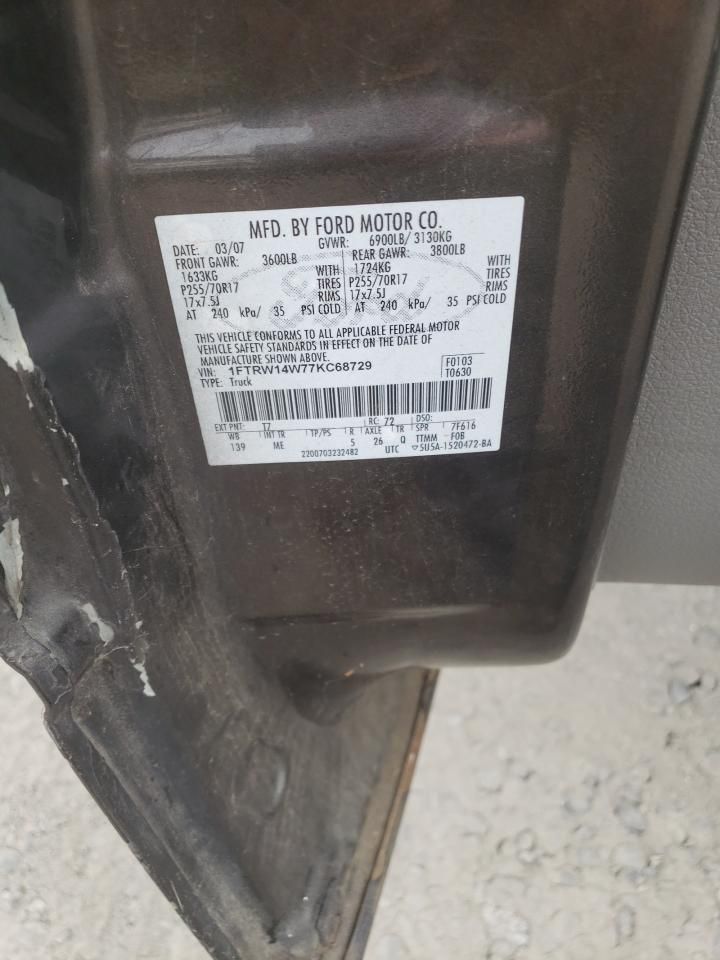 MFD. BY FORD MOTOR CO.
DATE: 03/07 GVWR: 6900LB/ 3130KG
FRONT GAWR: 3600LB REAR GAWR: 3800LB WITH
1633KG WITH 1724KG TIRES
P255/70R17 TIRES P255/70R17 RIMS
17x7.5J RIMS 17x7.5J
AT 240 kPa/ 35 PSI COLD AT 240 kPa/ 35 PSI COLD
THIS VEHICLE CONFORMS TO ALL APPLICABLE FEDERAL MOTOR
VEHICLE SAFETY STANDARDS IN EFFECT ON THE DATE OF
MANUFACTURE SHOWN ABOVE.
VIN: 1FTRW14W77KC68729 F0103
TYPE: Truck T0630
EXT PNT: T7 RC: 72 DSO:
WB INT TR TP/PS R AXLE TR SPR 7F616
139 ME 5 26 Q TTMM FOB
2200703232482 UTC ▽5U5A-1520472-BA
Ford